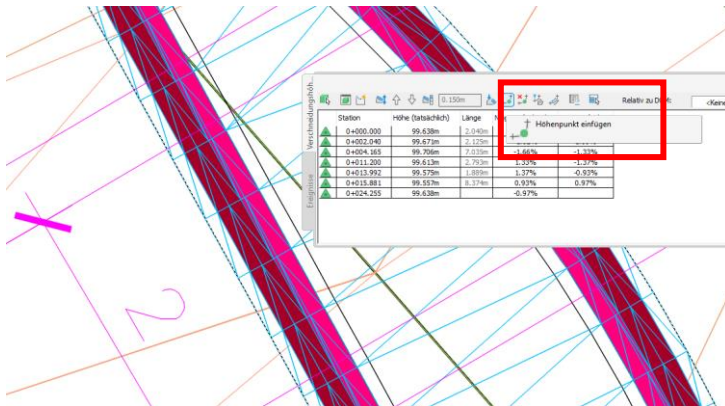 Verschneidungshöh...
Ereignisse
0.150m
Relativ zu DGM:
<Keine
Höhenpunkt einfügen
Station Höhe (tatsächlich) Länge
0+000.000 99.638m 2.040m
0+002.040 99.671m 2.125m
0+004.165 99.706m 7.035m -1.66% -1.33%
0+011.200 99.613m 2.793m 1.33% -1.37%
0+013.992 99.575m 1.889m 1.37% -0.93%
0+015.881 99.557m 8.374m 0.93% 0.97%
0+024.255 99.638m -0.97%
2